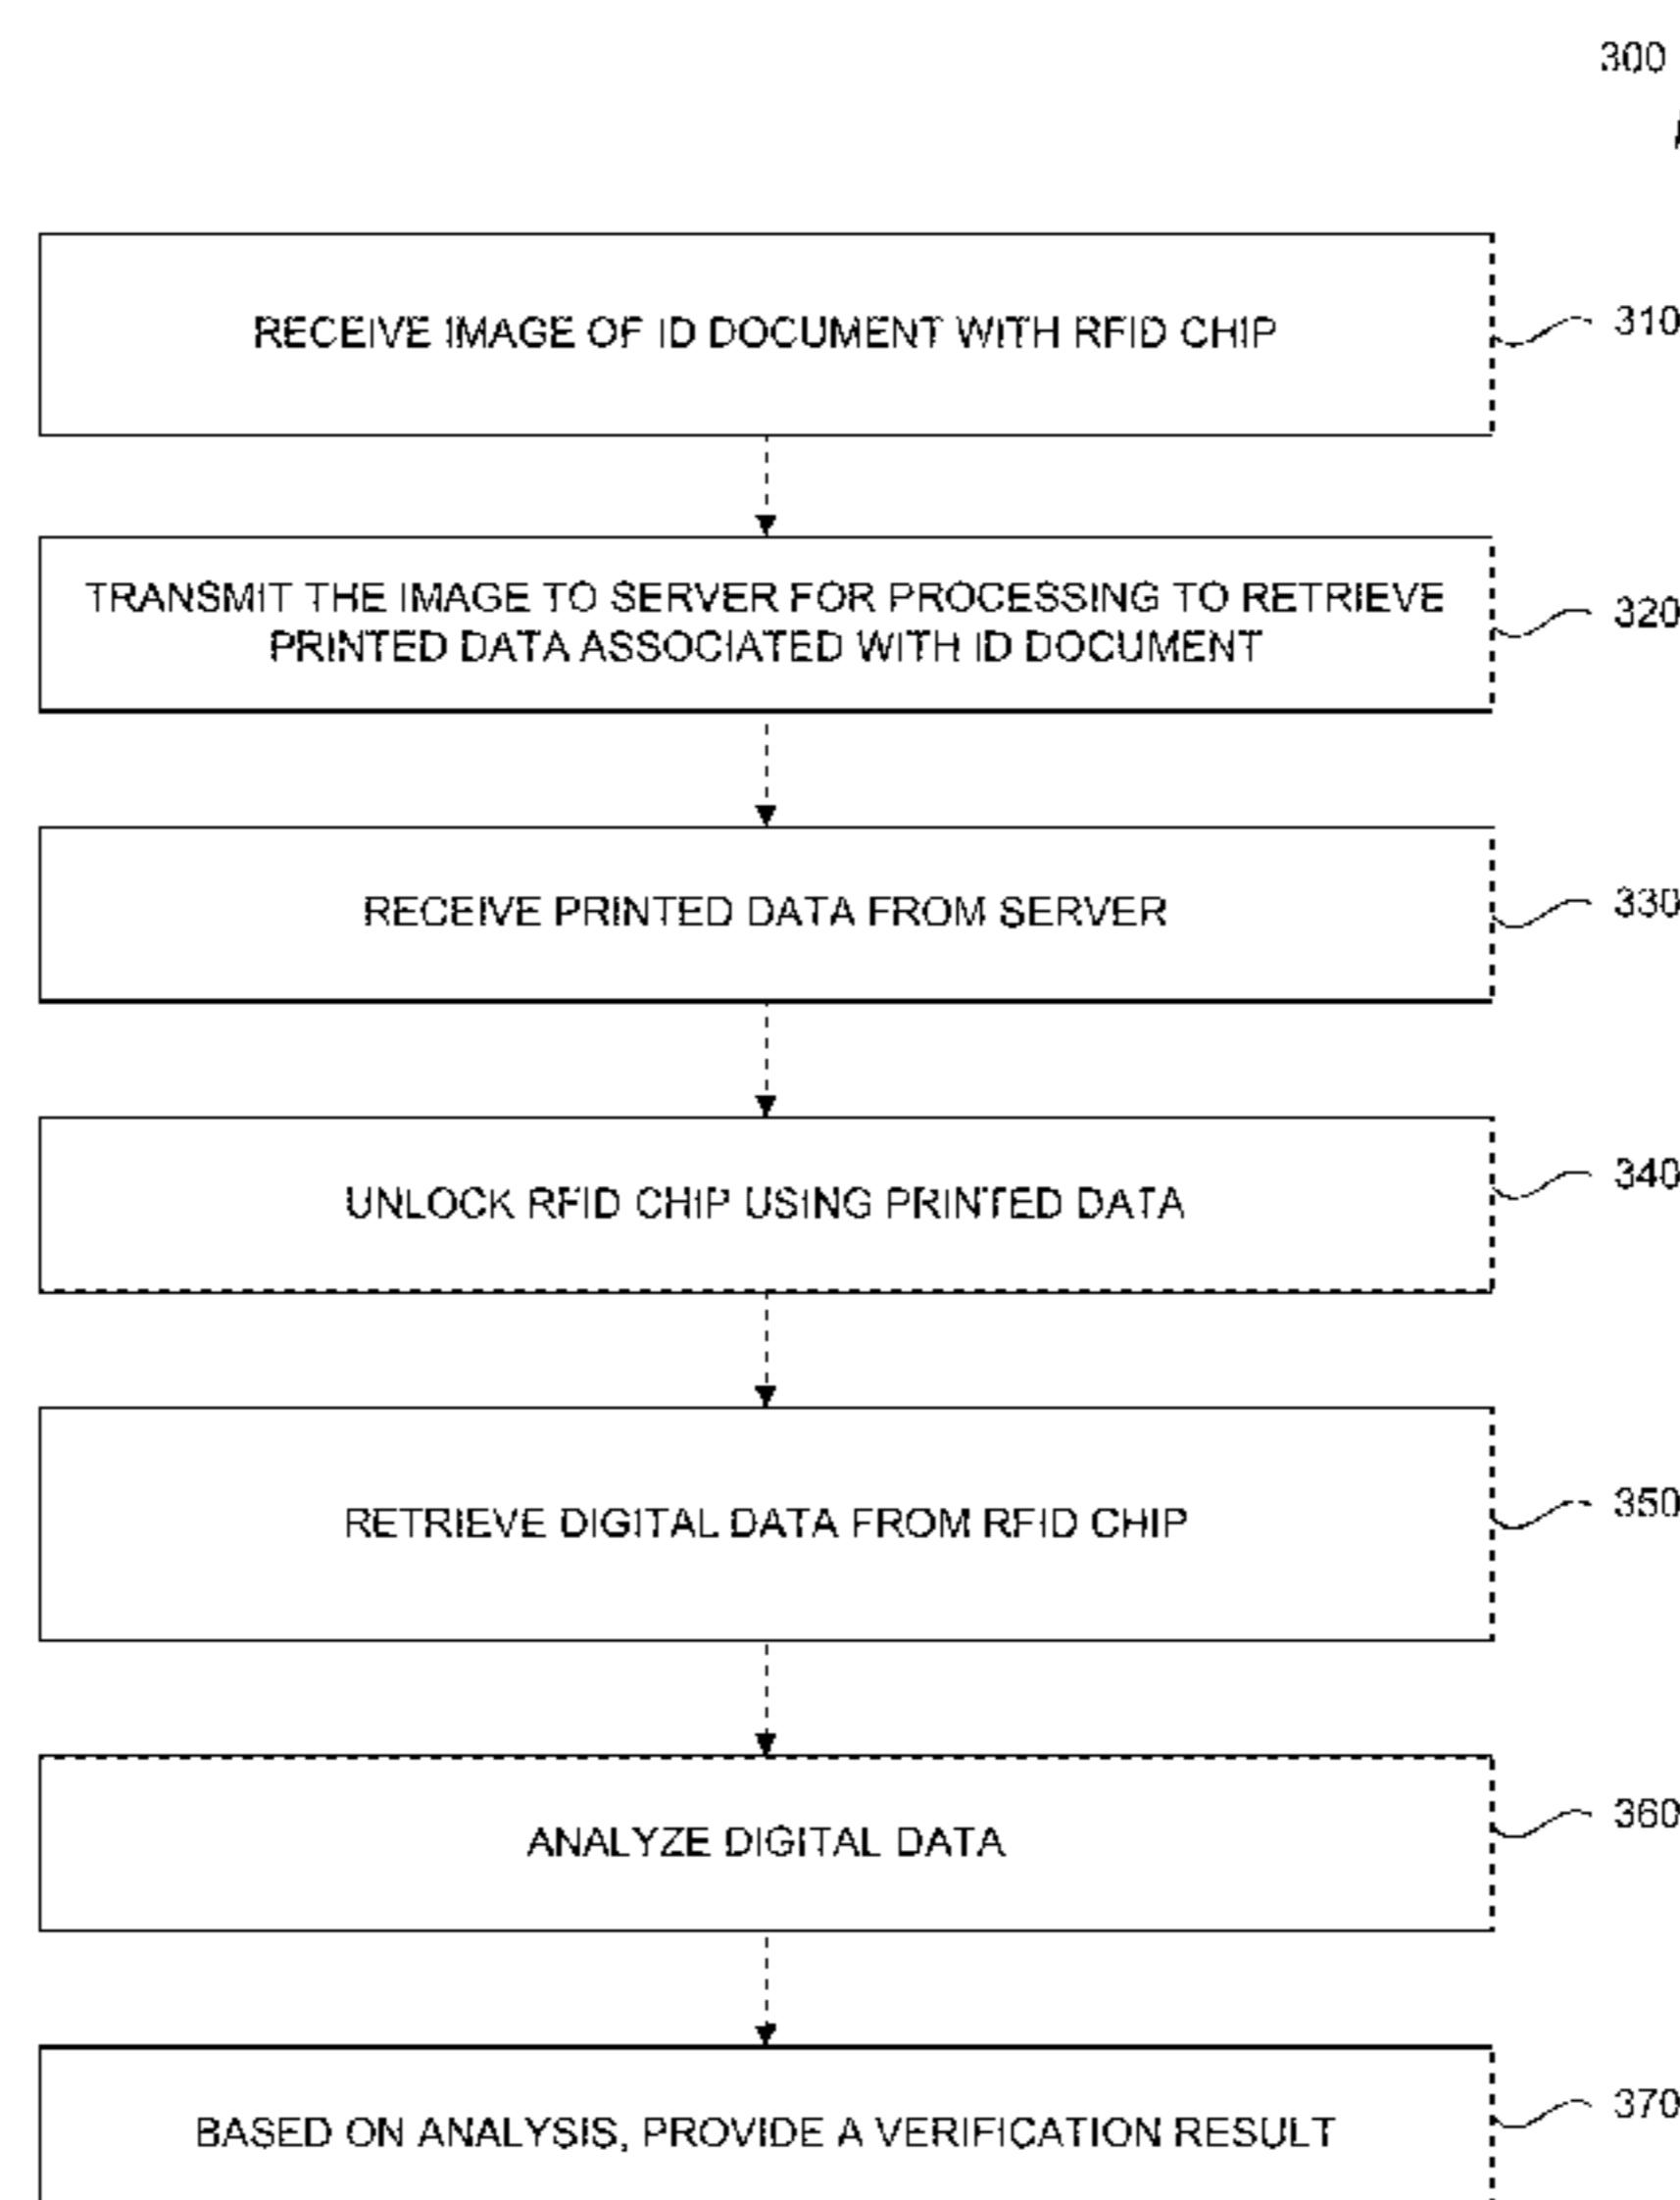 300
RECEIVE IMAGE OF ID DOCUMENT WITH RFID CHIP
310
TRANSMIT THE IMAGE TO SERVER FOR PROCESSING TO RETRIEVE
PRINTED DATA ASSOCIATED WITH ID DOCUMENT
320
RECEIVE PRINTED DATA FROM SERVER
330
UNLOCK RFID CHIP USING PRINTED DATA
340
RETRIEVE DIGITAL DATA FROM RFID CHIP
350
ANALYZE DIGITAL DATA
360
BASED ON ANALYSIS, PROVIDE A VERIFICATION RESULT
370